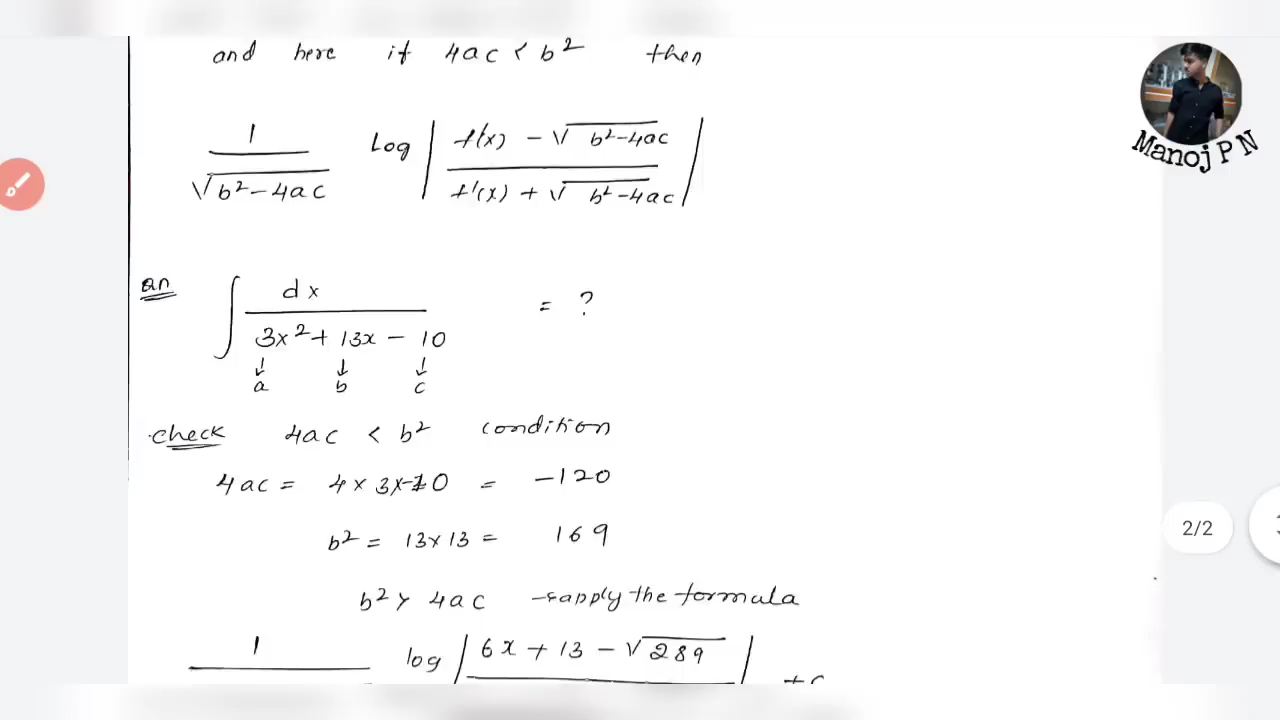 and here if 4ac < b² then
1 / √b²-4ac log | f'(x) - √b²-4ac / f'(x) + √b²-4ac |
Manoj P N
an ∫ dx / 3x² + 13x - 10 = ?
↓ ↓ ↓
a b c
check 4ac < b² condition
4ac = 4 x 3 x -10 = -120
b² = 13 x 13 = 169
2/2
b² > 4ac → apply the formula
1 log | 6x + 13 - √289 | + c